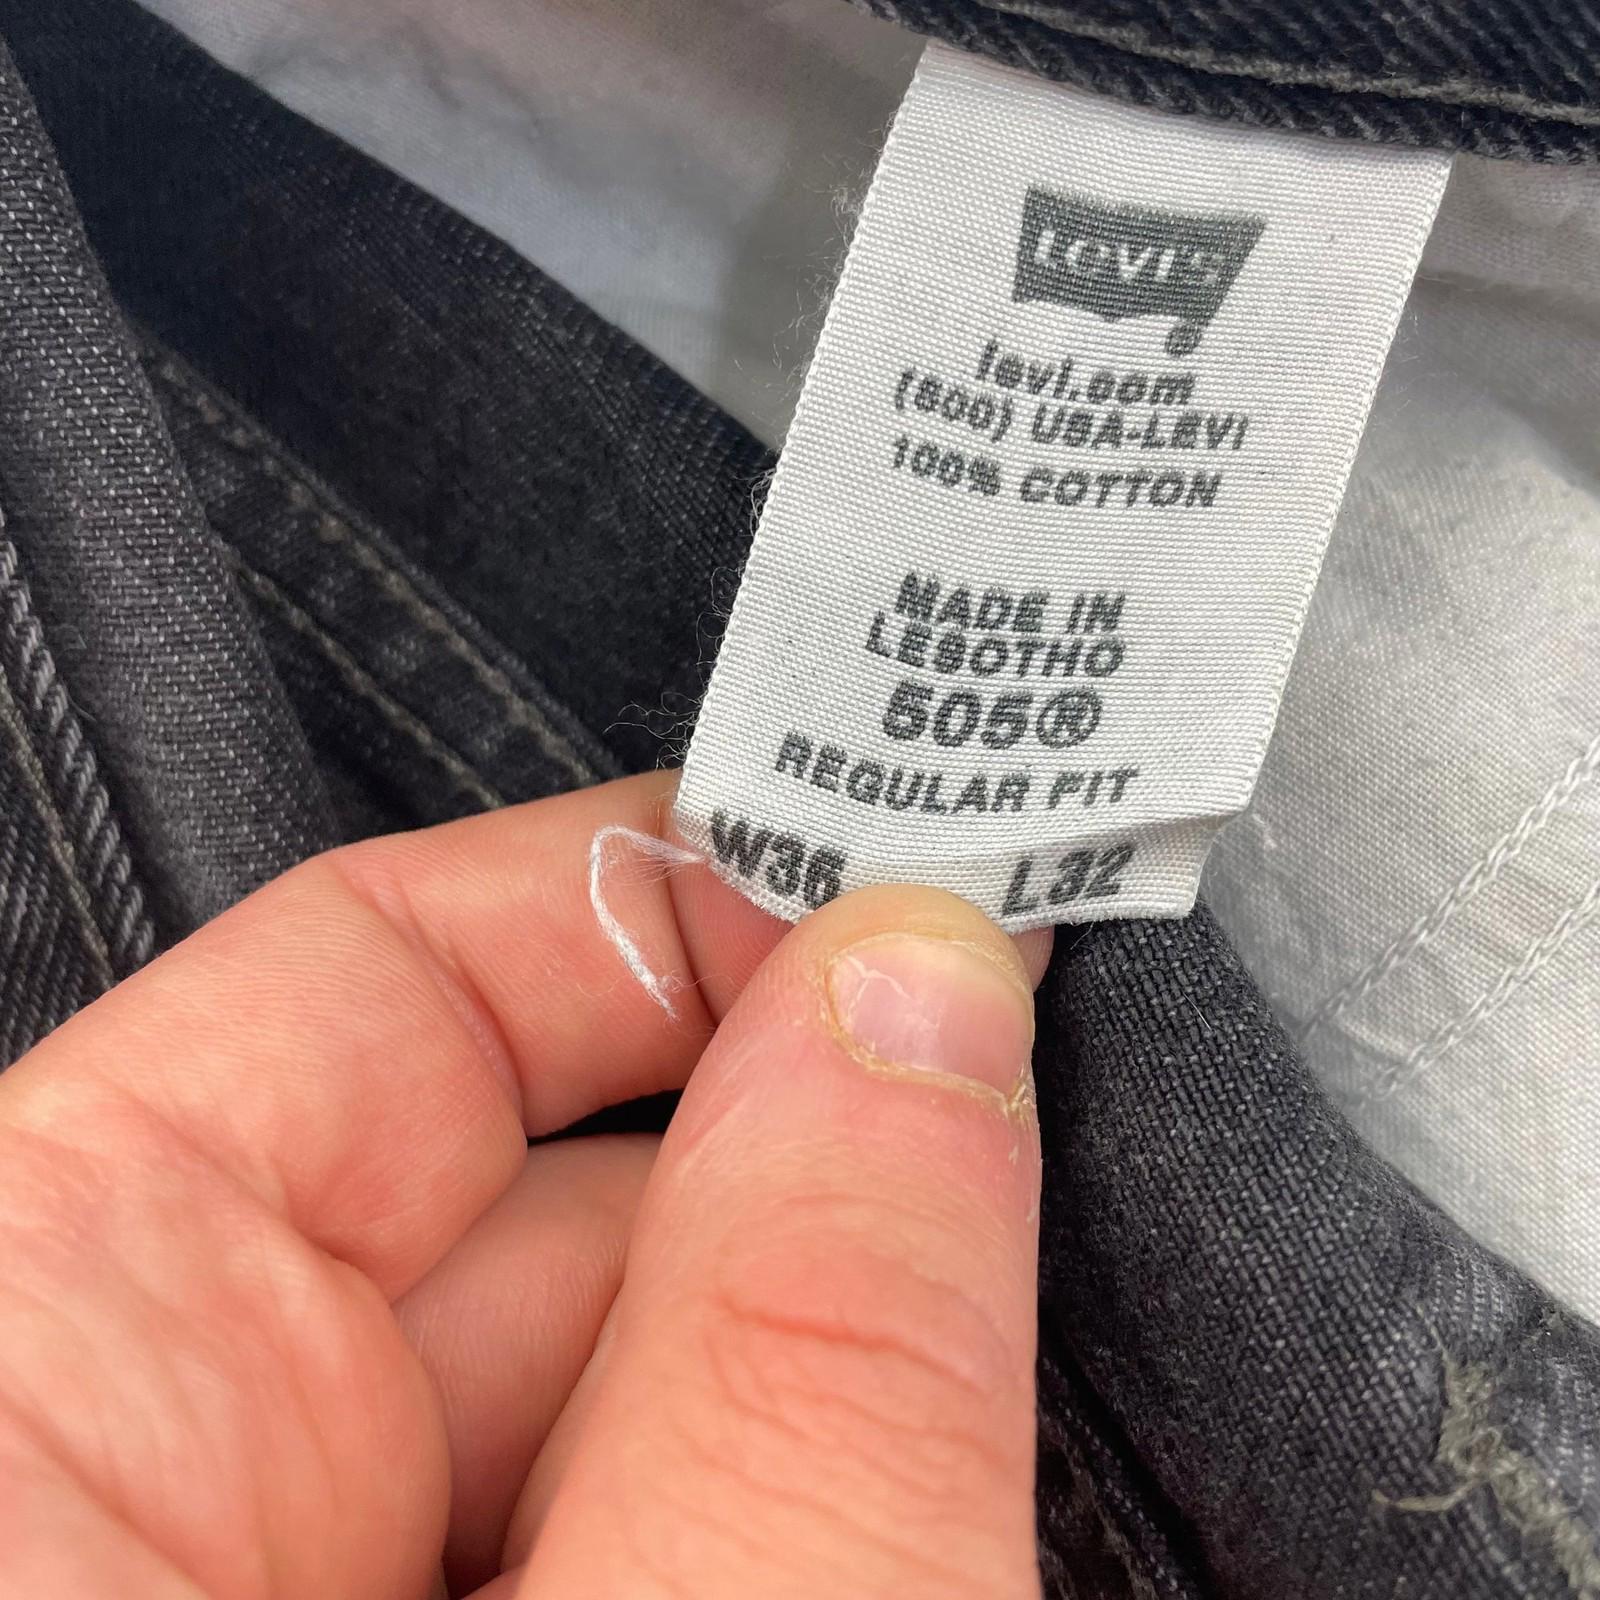 LEVI'S
levi.com
(800) USA-LEVI
100% COTTON
MADE IN
LESOTHO
505®
REGULAR FIT
W36 L32